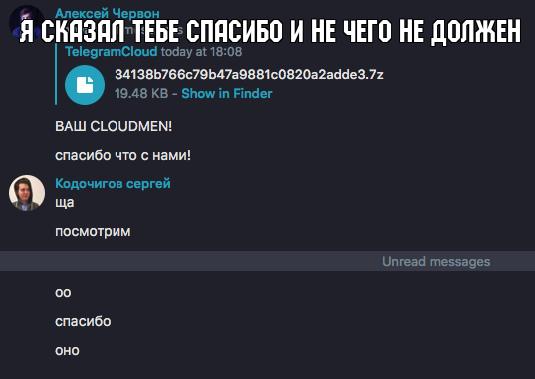 Алексей Червон
Я СКАЗАЛ ТЕБЕ СПАСИБО И НЕ ЧЕГО НЕ ДОЛЖЕН
TelegramCloud today at 18:08
34138b766c79b47a9881c0820a2adde3.7z
19.48 KB - Show in Finder
ВАШ CLOUDMEN!
спасибо что с нами!
Кодочигов сергей
ща
посмотрим
Unread messages
оо
спасибо
оно